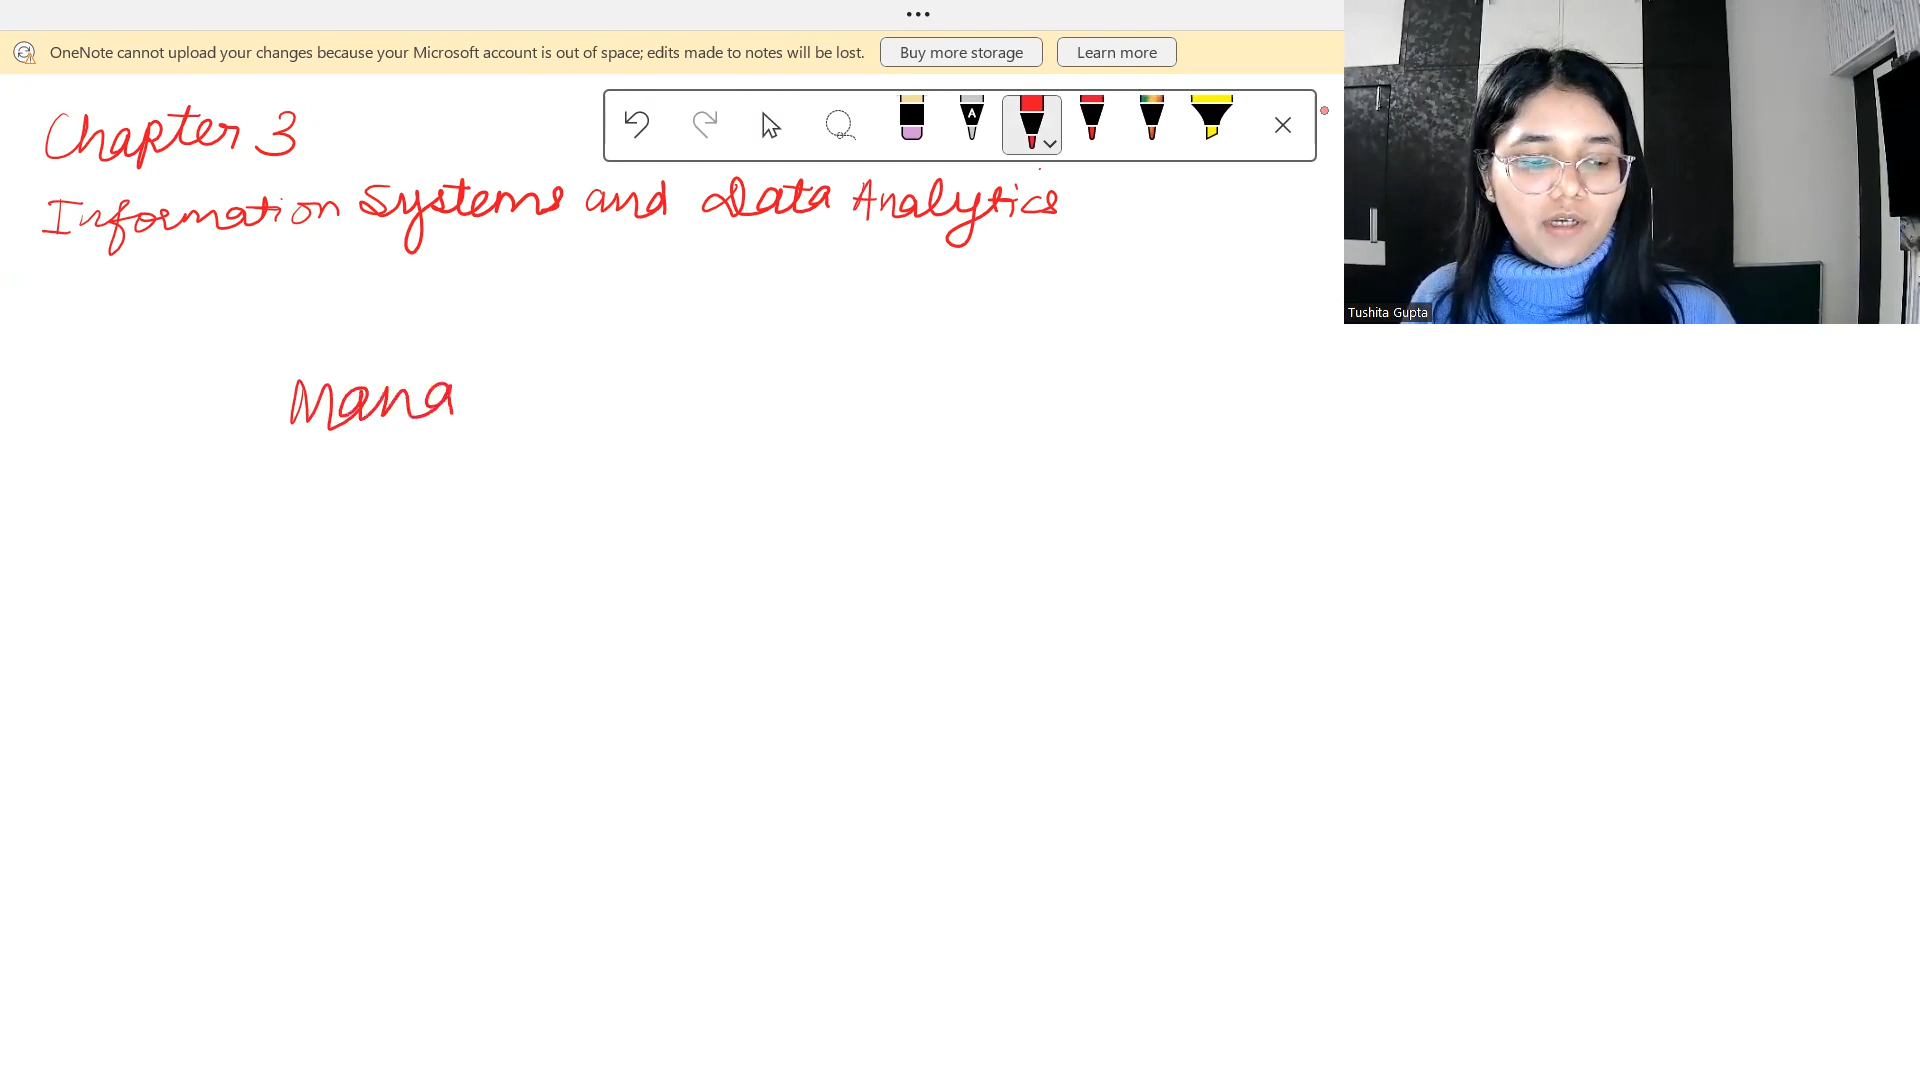 OneNote cannot upload your changes because your Microsoft account is out of space; edits made to notes will be lost. Buy more storage Learn more
Chapter 3
A
Information Systems and Data Analytics
Tushita Gupta
Mana